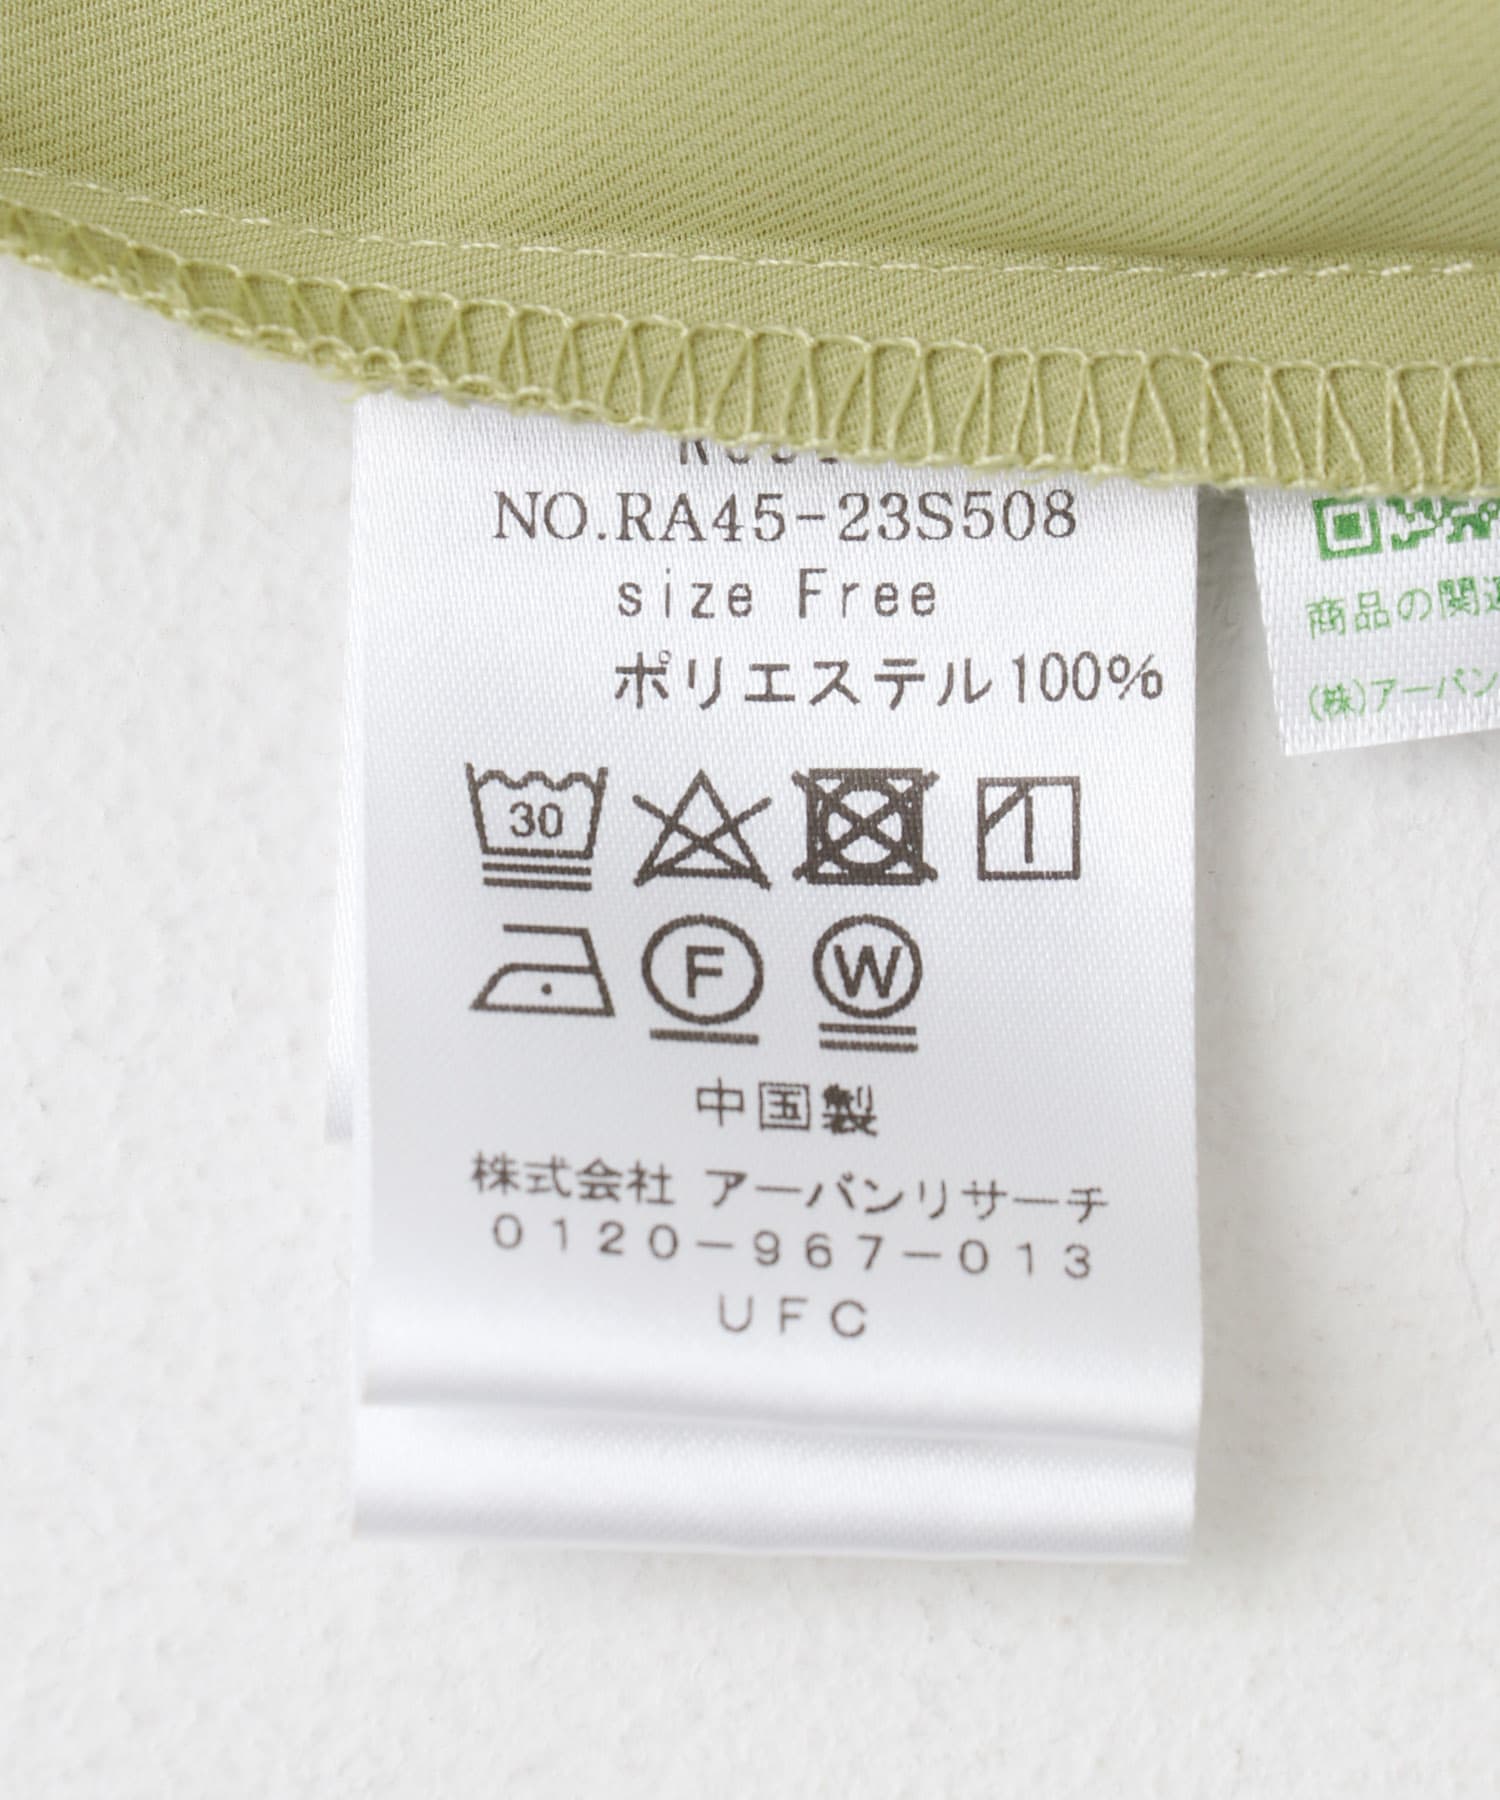 NO.RA45-23S508
size Free
ポリエステル100%
30
F
W
中国製
株式会社 アーバンリサーチ
0120-967-013
UFC
商品の関
(株)アーバン